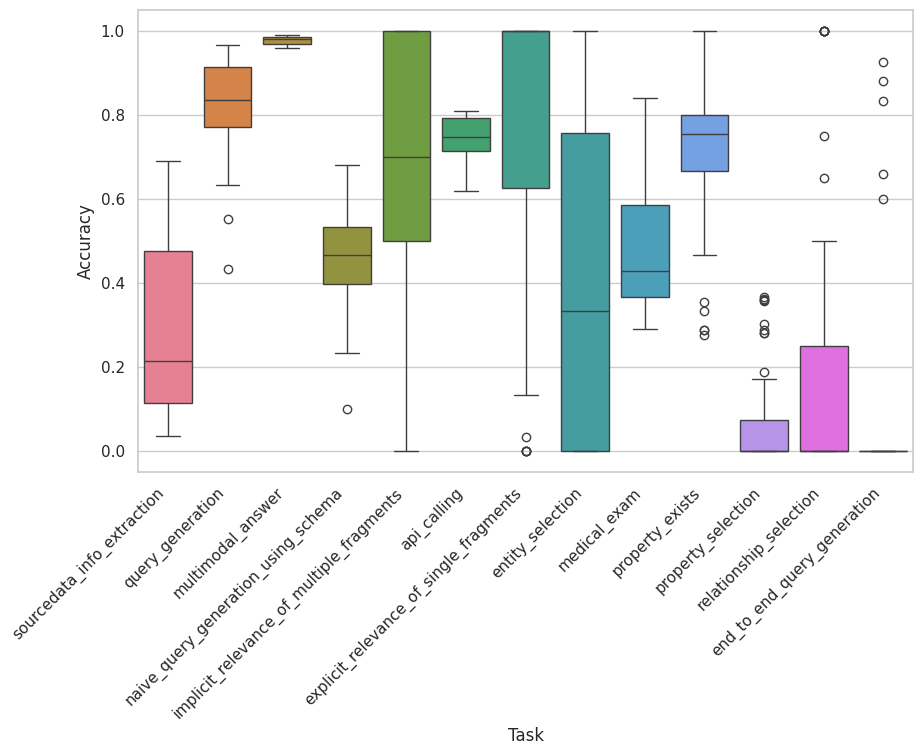 1.0
0.8
0.6
0.4
0.2
0.0
Accuracy
sourcedata_info_extraction
query_generation
multimodal_answer
naive_query_generation_using_schema
implicit_relevance_of_multiple_fragments
api_calling
explicit_relevance_of_single_fragments
entity_selection
medical_exam
property_exists
property_selection
relationship_selection
end_to_end_query_generation
Task